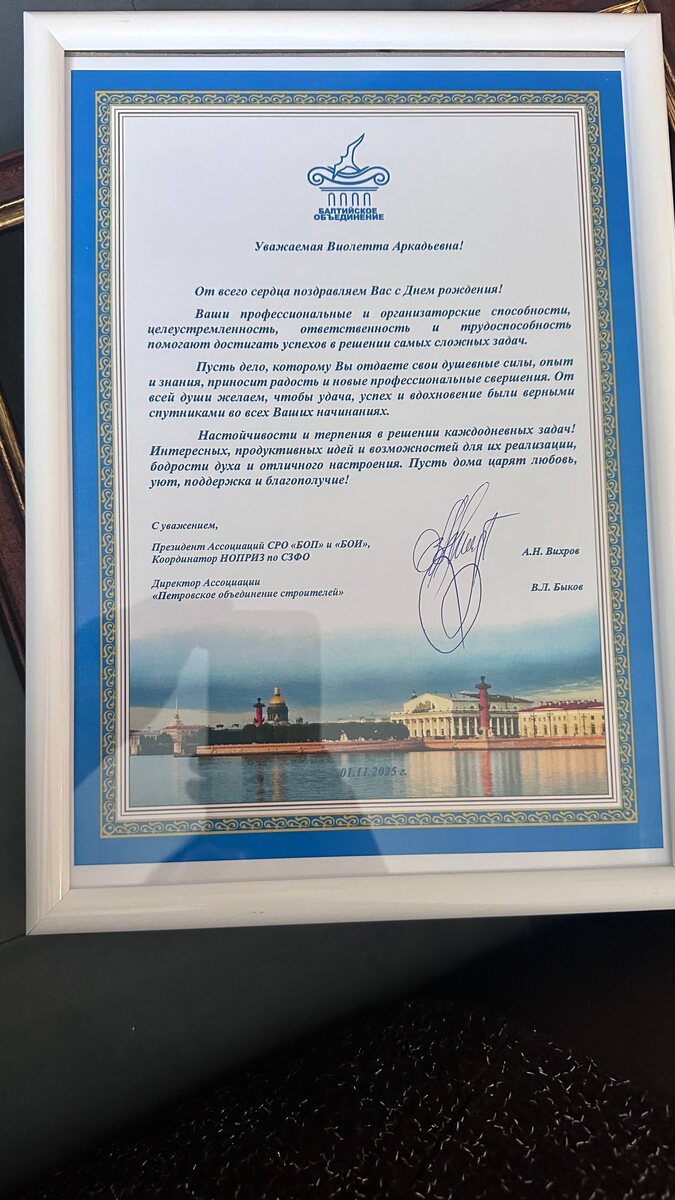 БАЛТИЙСКОЕ
ОБЪЕДИНЕНИЕ
Уважаемая Виолетта Аркадьевна!
От всего сердца поздравляем Вас с Днем рождения!
Ваши профессиональные и организаторские способности,
целеустремленность, ответственность и трудоспособность
помогают достигать успехов в решении самых сложных задач.
Пусть дело, которому Вы отдаете свои душевные силы, опыт
и знания, приносит радость и новые профессиональные свершения. От
всей души желаем, чтобы удача, успех и вдохновение были верными
спутниками во всех Ваших начинаниях.
Настойчивости и терпения в решении каждодневных задач!
Интересных, продуктивных идей и возможностей для их реализации,
бодрости духа и отличного настроения. Пусть дома царят любовь,
уют, поддержка и благополучие!
С уважением,
Президент Ассоциаций СРО «БОП» и «БОИ»,
Координатор НОПРИЗ по СЗФО
А.Н. Вихров
Директор Ассоциации
«Петровское объединение строителей»
В.Л. Быков
01.11.2025 г.